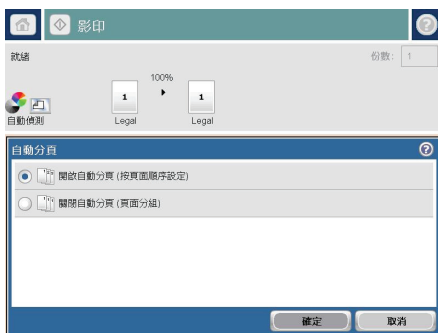 影印
就緒
份數: 1
100%
1
1
自動偵測
Legal
Legal
自動分頁
開啟自動分頁 (按頁面順序設定)
關閉自動分頁 (頁面分組)
確定
取消